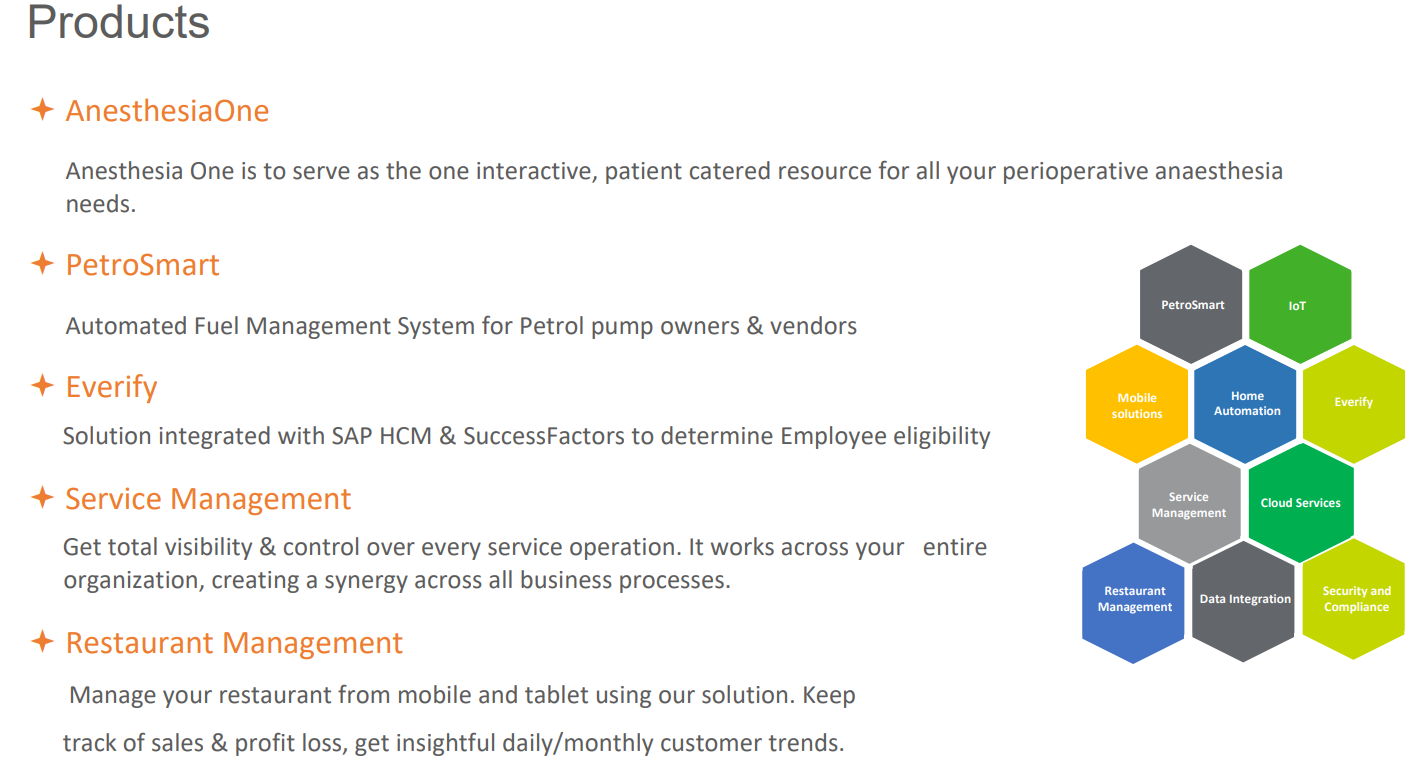 Products
AnesthesiaOne
Anesthesia One is to serve as the one interactive, patient catered resource for all your perioperative anaesthesia
needs.
PetroSmart
Automated Fuel Management System for Petrol pump owners & vendors
Everify
Solution integrated with SAP HCM & SuccessFactors to determine Employee eligibility
Service Management
Get total visibility & control over every service operation. It works across your entire
organization, creating a synergy across all business processes.
Restaurant Management
Manage your restaurant from mobile and tablet using our solution. Keep
track of sales & profit loss, get insightful daily/monthly customer trends.
PetroSmart
IoT
Mobile
solutions
Home
Automation
Everify
Service
Management
Cloud Services
Restaurant
Management
Data Integration
Security and
Compliance